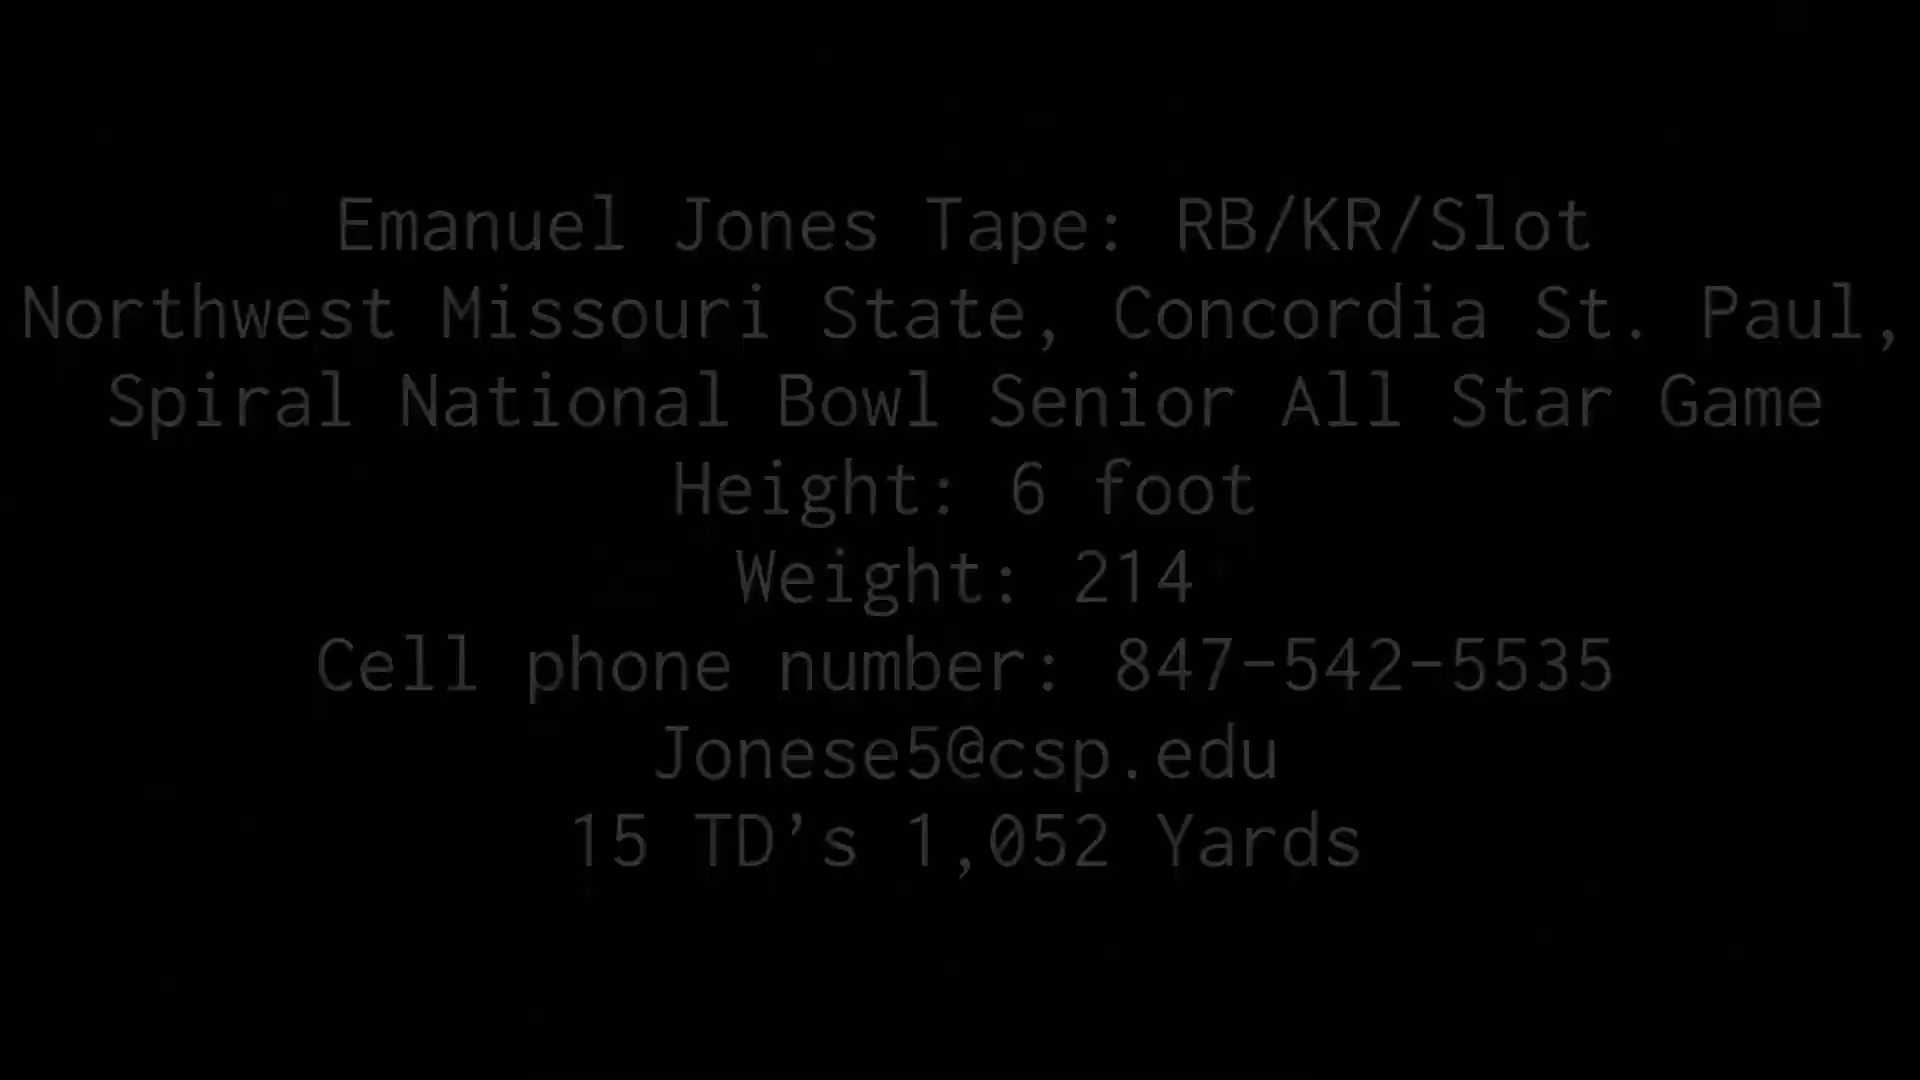 Emanuel Jones Tape: RB/KR/Slot
Northwest Missouri State, Concordia St. Paul,
Spiral National Bowl Senior All Star Game
Height: 6 foot
Weight: 214
Cell phone number: 847-542-5535
Jonese5@csp.edu
15 TD’s 1,052 Yards